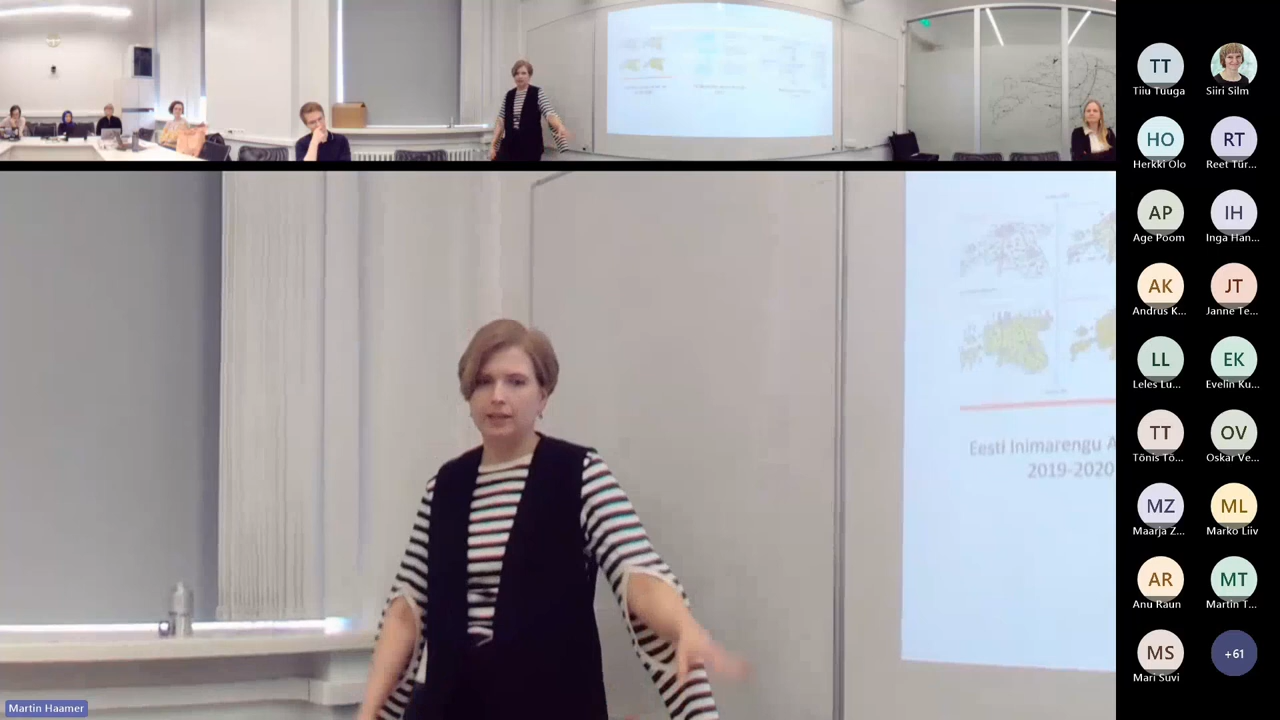 Eesti Inimarengu A
2019-2020
Martin Haamer
TT
Tiiu Tuuga
Siiri Silm
HO
Herkki Olo
RT
Reet Tür...
AP
Age Poom
IH
Inga Han...
AK
Andrus K...
JT
Janne Te...
LL
Leles Lu...
EK
Evelin Ku...
TT
Tõnis Tõ...
OV
Oskar Ve...
MZ
Maarja Z...
ML
Marko Liiv
AR
Anu Raun
MT
Martin T...
MS
Mari Suvi
+61